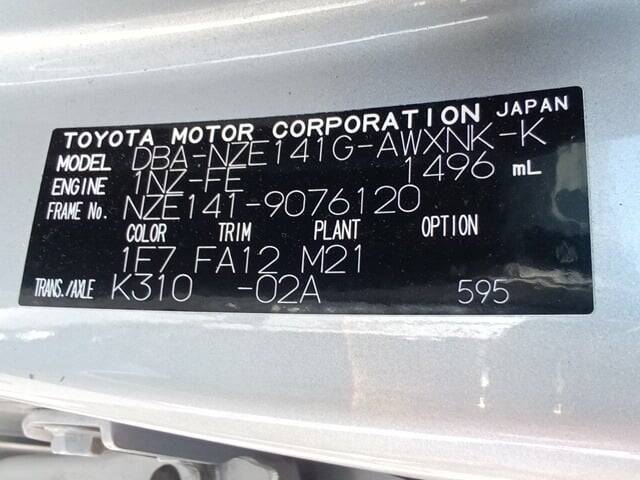 TOYOTA MOTOR CORPORATION JAPAN
MODEL DBA-NZE141G-AWXNK-K
ENGINE 1NZ-FE 1496 mL
FRAME No. NZE141-9076120
COLOR TRIM PLANT OPTION
1E7 FA12 M21
TRANS./AXLE K310 -02A 595